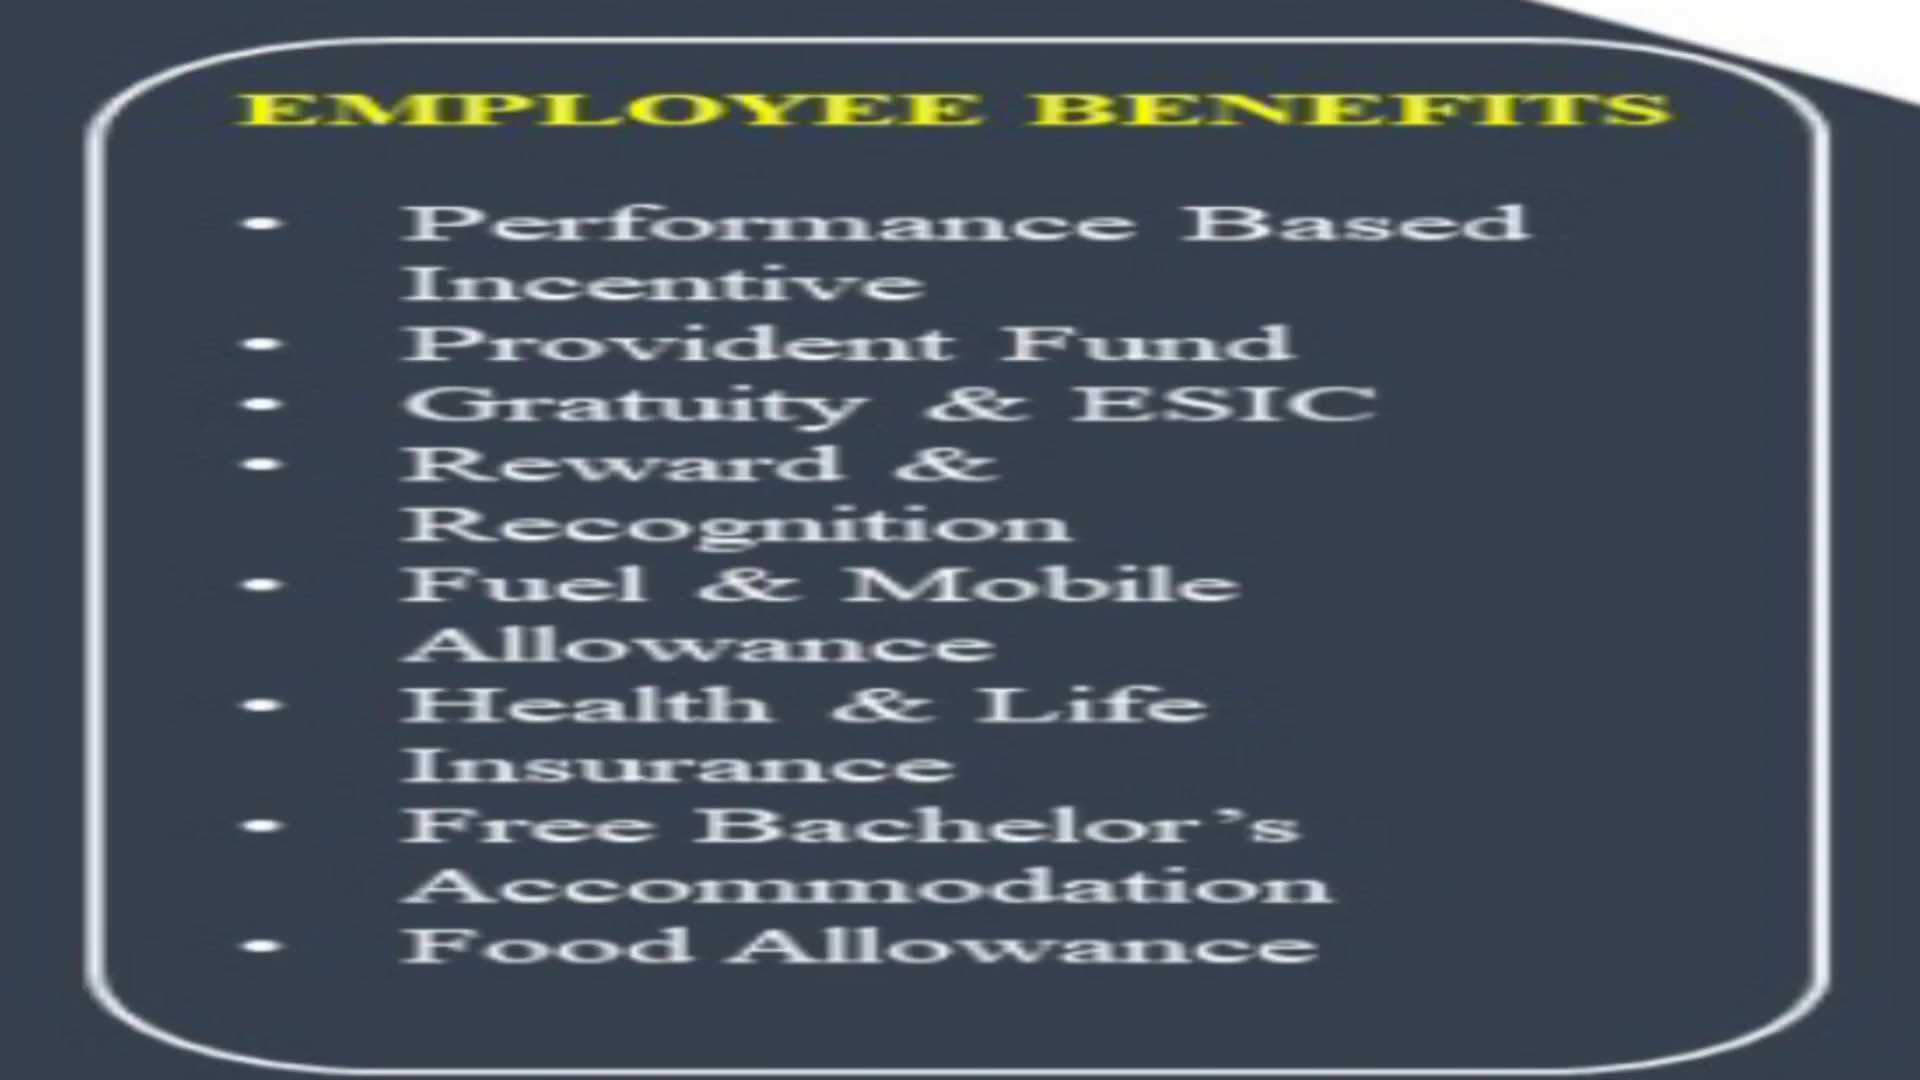 EMPLOYEE BENEFITS
• Performance Based
Incentive
• Provident Fund
• Gratuity & ESIC
• Reward &
Recognition
• Fuel & Mobile
Allowance
• Health & Life
Insurance
• Free Bachelor’s
Accommodation
• Food Allowance